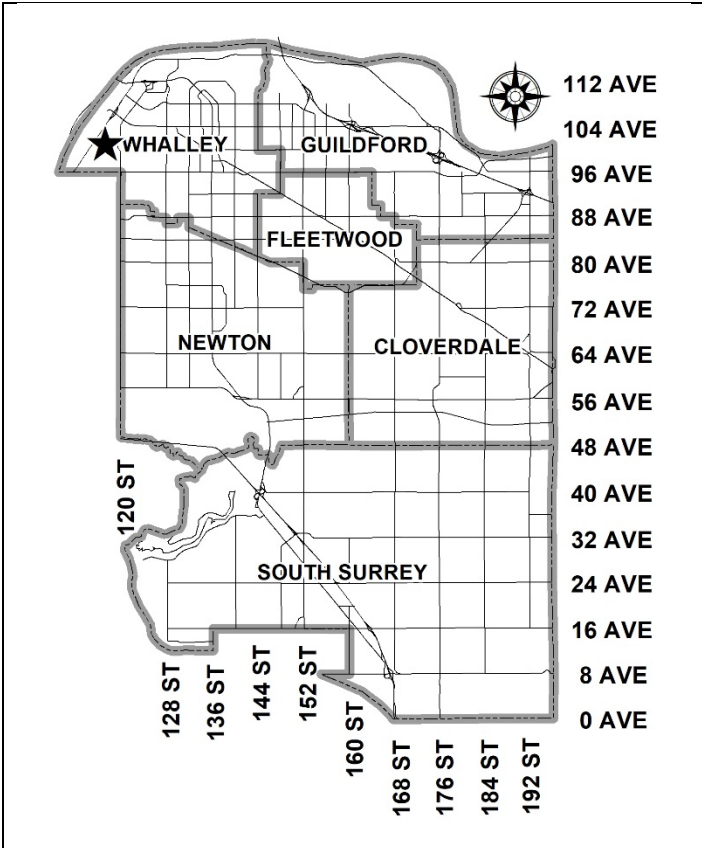 112 AVE
104 AVE
WHALLEY
GUILDFORD
96 AVE
88 AVE
FLEETWOOD
80 AVE
72 AVE
NEWTON
CLOVERDALE
64 AVE
56 AVE
48 AVE
120 ST
40 AVE
32 AVE
SOUTH SURREY
24 AVE
16 AVE
8 AVE
0 AVE
128 ST
136 ST
144 ST
152 ST
160 ST
168 ST
176 ST
184 ST
192 ST